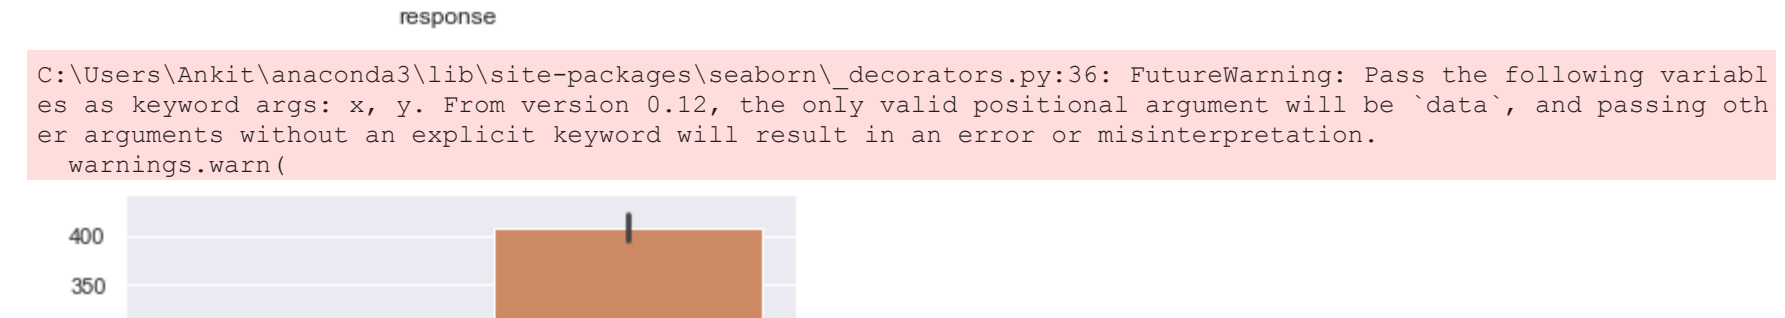 response
C:\Users\Ankit\anaconda3\lib\site-packages\seaborn\_decorators.py:36: FutureWarning: Pass the following variabl
es as keyword args: x, y. From version 0.12, the only valid positional argument will be `data`, and passing oth
er arguments without an explicit keyword will result in an error or misinterpretation.
  warnings.warn(
400
350